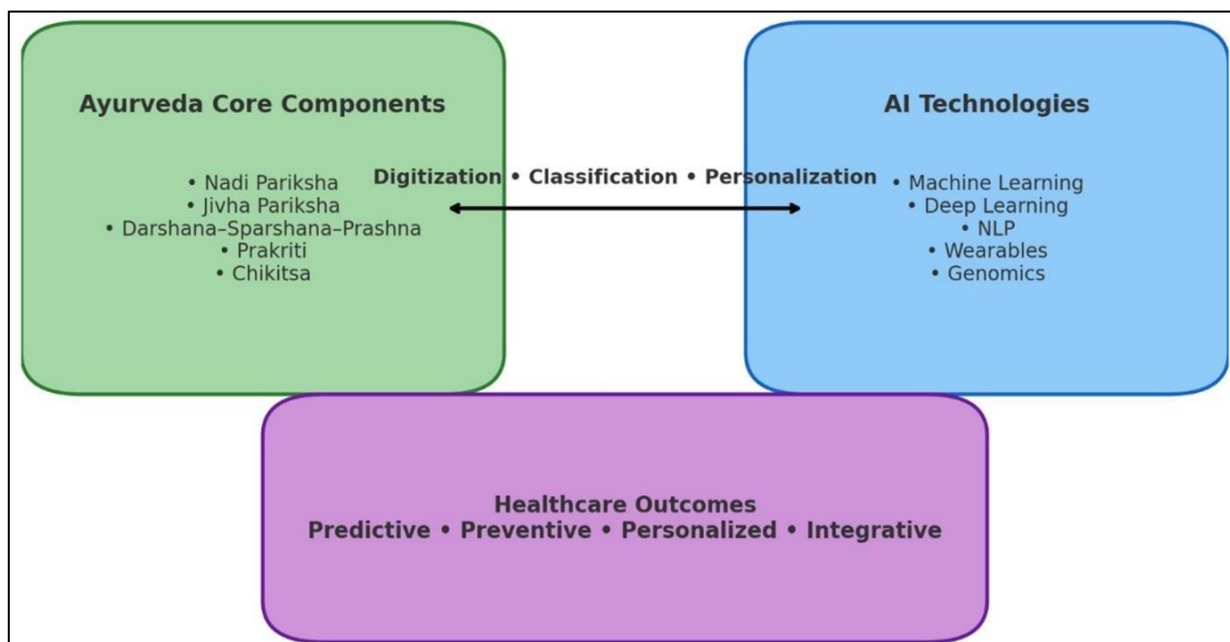 Ayurveda Core Components
• Nadi Pariksha
• Jivha Pariksha
• Darshana–Sparshana–Prashna
• Prakriti
• Chikitsa
Digitization • Classification • Personalization
AI Technologies
• Machine Learning
• Deep Learning
• NLP
• Wearables
• Genomics
Healthcare Outcomes
Predictive • Preventive • Personalized • Integrative